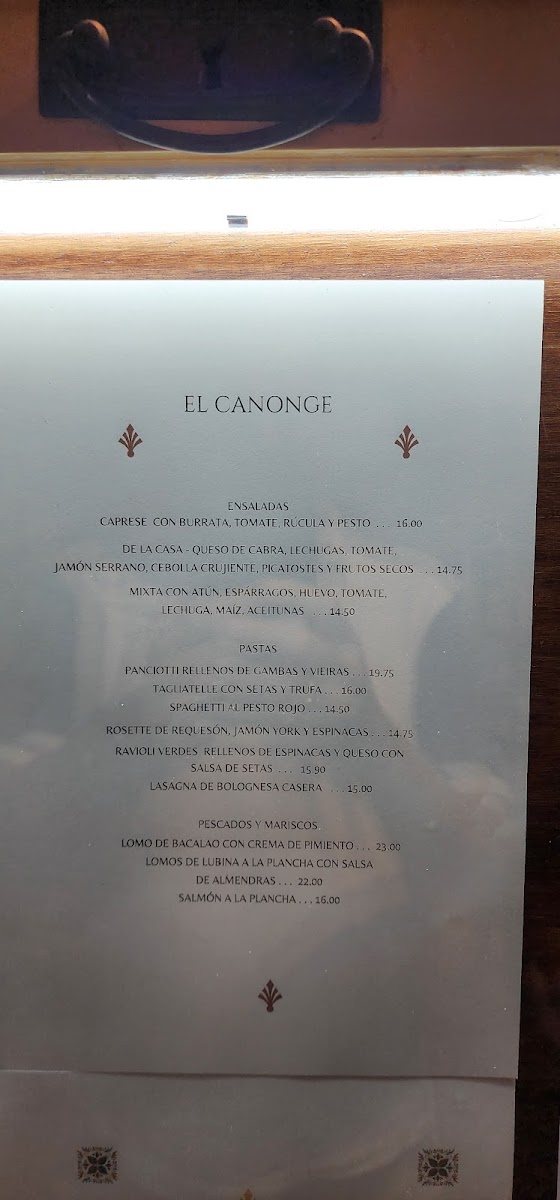 EL CANONGE
ENSALADAS
CAPRESE CON BURRATA, TOMATE, RÚCULA Y PESTO ... 16.00
DE LA CASA - QUESO DE CABRA, LECHUGAS, TOMATE,
JAMÓN SERRANO, CEBOLLA CRUJIENTE, PICATOSTES Y FRUTOS SECOS ... 14.75
MIXTA CON ATÚN, ESPÁRRAGOS, HUEVO, TOMATE,
LECHUGA, MAÍZ, ACEITUNAS ... 14.50
PASTAS
PANCIOTTI RELLENOS DE GAMBAS Y VIEIRAS ... 19.75
TAGLIATELLE CON SETAS Y TRUFA ... 16.00
SPAGHETTI AL PESTO ROJO ... 14.50
ROSETTE DE REQUESÓN, JAMÓN YORK Y ESPINACAS ... 14.75
RAVIOLI VERDES RELLENOS DE ESPINACAS Y QUESO CON
SALSA DE SETAS ... 15.90
LASAGNA DE BOLOGNESA CASERA ... 15.00
PESCADOS Y MARISCOS
LOMO DE BACALAO CON CREMA DE PIMIENTO ... 23.00
LOMOS DE LUBINA A LA PLANCHA CON SALSA
DE ALMENDRAS ... 22.00
SALMÓN A LA PLANCHA ... 16.00